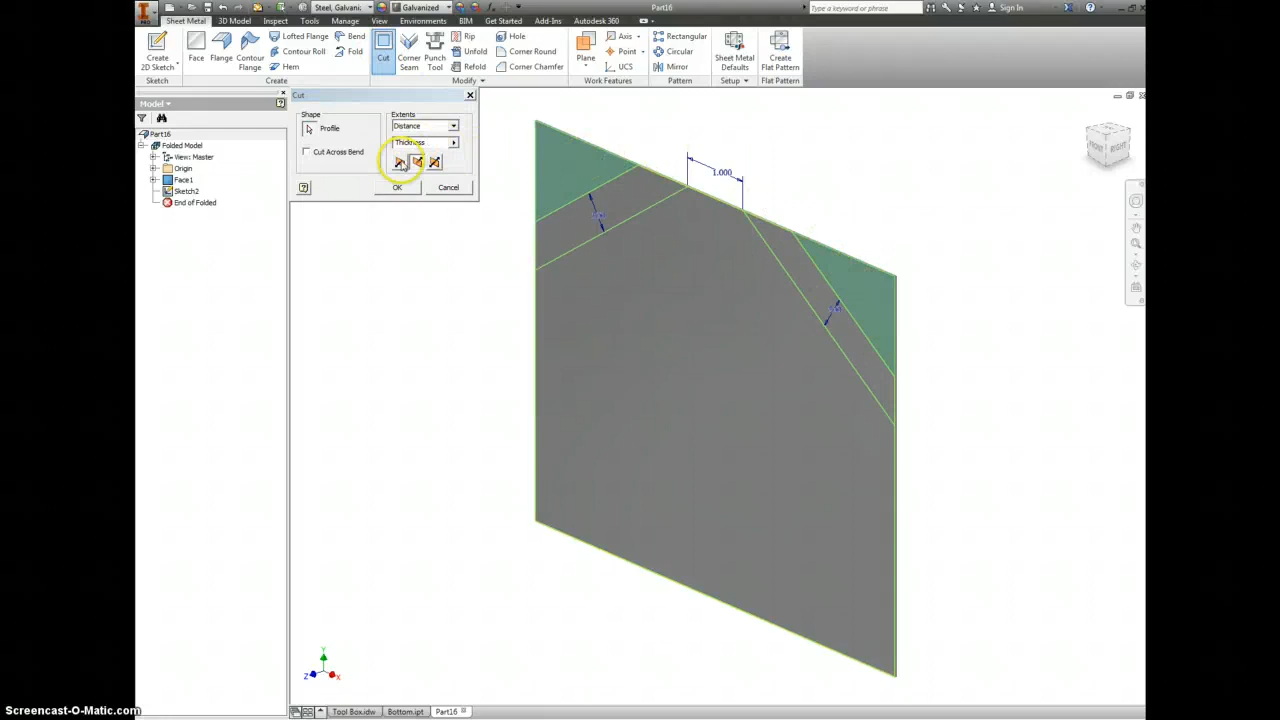 Steel, Galvani:
Galvanized
Part16
Type a keyword or phrase
Sign In
PRO
Sheet Metal 3D Model Inspect Tools Manage View Environments BIM Get Started Add-Ins Autodesk 360
Create 2D Sketch
Face
Flange
Contour Flange
Lofted Flange
Contour Roll
Hem
Bend
Fold
Cut
Corner Seam
Punch Tool
Rip
Unfold
Refold
Hole
Corner Round
Corner Chamfer
Plane
Axis
Point
UCS
Rectangular
Circular
Mirror
Sheet Metal Defaults
Create Flat Pattern
Sketch Create Modify Work Features Pattern Setup Flat Pattern
Model
Part16
Folded Model
View: Master
Origin
Face1
Sketch2
End of Folded
Cut
Shape
Profile
Cut Across Bend
Extents
Distance
Thickness
OK
Cancel
1.000
FRONT
RIGHT
Y
Z
X
Tool Box.idw
Bottom.ipt
Part16
Screencast-O-Matic.com